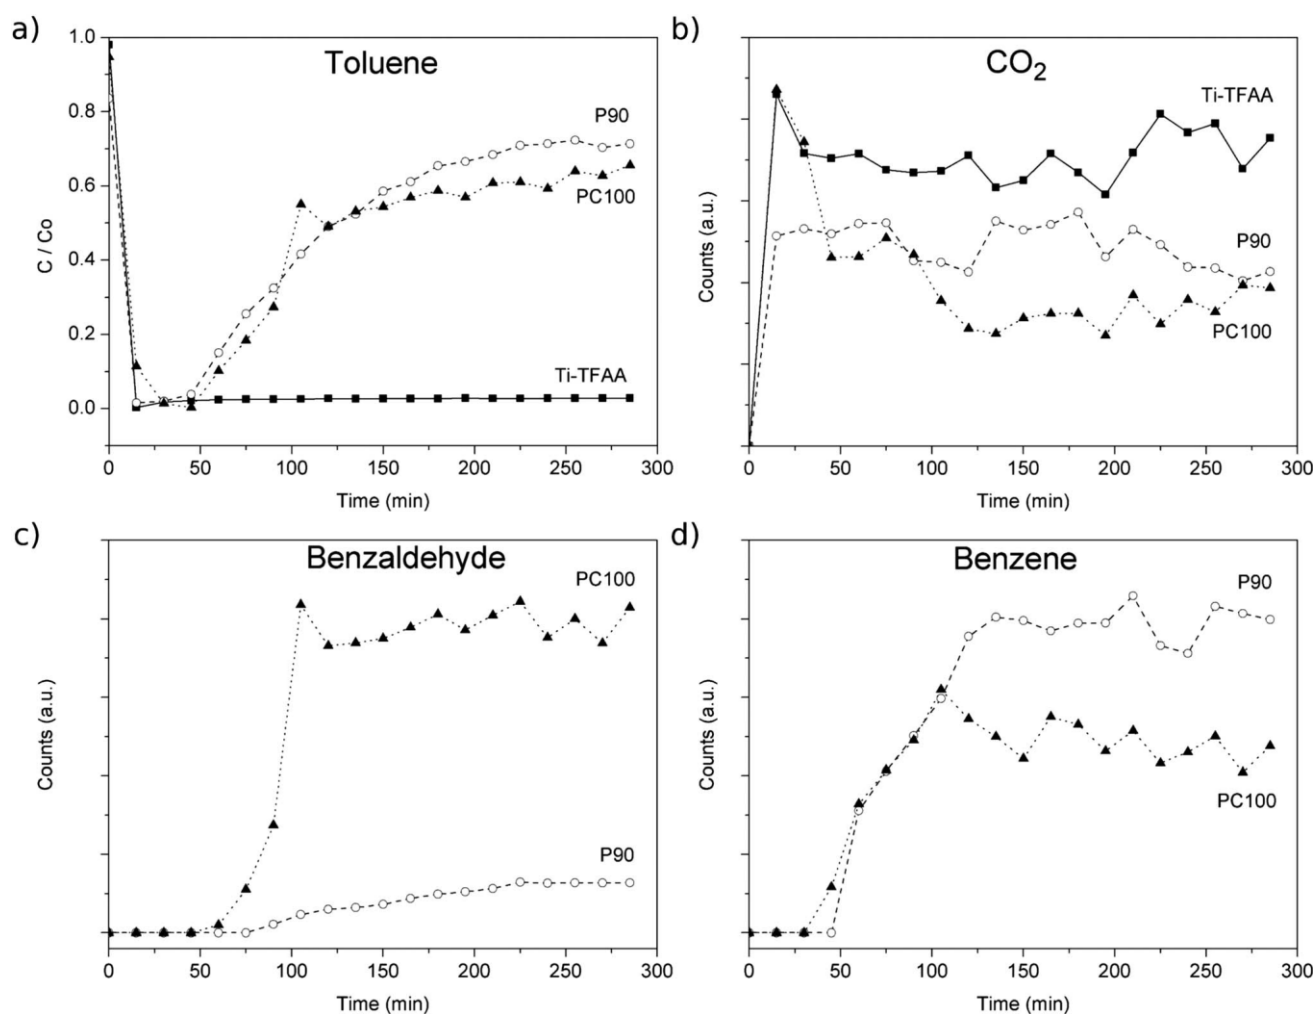 a)
Toluene
1.0
0.8
0.6
0.4
0.2
0.0
C / Co
P90
PC100
Ti-TFAA
0 50 100 150 200 250 300
Time (min)
b)
CO₂
Counts (a.u.)
Ti-TFAA
P90
PC100
0 50 100 150 200 250 300
Time (min)
c)
Benzaldehyde
Counts (a.u.)
PC100
P90
0 50 100 150 200 250 300
Time (min)
d)
Benzene
Counts (a.u.)
P90
PC100
0 50 100 150 200 250 300
Time (min)